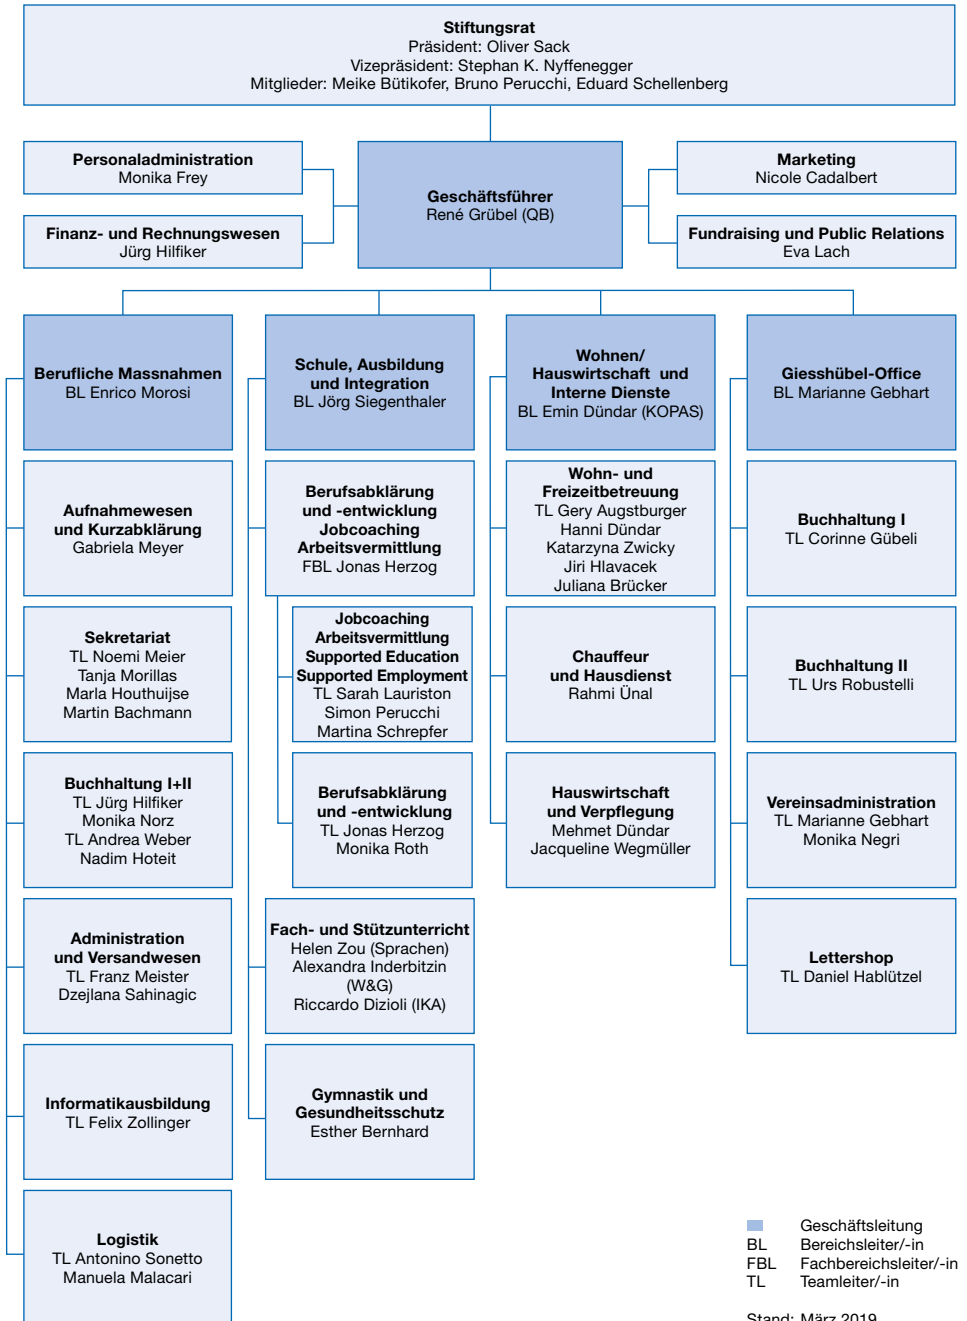 Stiftungsrat
Präsident: Oliver Sack
Vizepräsident: Stephan K. Nyffenegger
Mitglieder: Meike Bütikofer, Bruno Perucchi, Eduard Schellenberg
Personaladministration
Monika Frey
Finanz- und Rechnungswesen
Jürg Hilfiker
Geschäftsführer
René Grübel (QB)
Marketing
Nicole Cadalbert
Fundraising und Public Relations
Eva Lach
Berufliche Massnahmen
BL Enrico Morosi
Aufnahmewesen
und Kurzabklärung
Gabriela Meyer
Sekretariat
TL Noemi Meier
Tanja Morillas
Marla Houthuijse
Martin Bachmann
Buchhaltung I+II
TL Jürg Hilfiker
Monika Norz
TL Andrea Weber
Nadim Hoteit
Administration
und Versandwesen
TL Franz Meister
Dzejlana Sahinagic
Informatikausbildung
TL Felix Zollinger
Logistik
TL Antonino Sonetto
Manuela Malacari
Schule, Ausbildung
und Integration
BL Jörg Siegenthaler
Berufsabklärung
und -entwicklung
Jobcoaching
Arbeitsvermittlung
FBL Jonas Herzog
Jobcoaching
Arbeitsvermittlung
Supported Education
Supported Employment
TL Sarah Lauriston
Simon Perucchi
Martina Schrepfer
Berufsabklärung
und -entwicklung
TL Jonas Herzog
Monika Roth
Fach- und Stützunterricht
Helen Zou (Sprachen)
Alexandra Inderbitzin
(W&G)
Riccardo Dizioli (IKA)
Gymnastik und
Gesundheitsschutz
Esther Bernhard
Wohnen/
Hauswirtschaft und
Interne Dienste
BL Emin Dündar (KOPAS)
Wohn- und
Freizeitbetreuung
TL Gery Augstburger
Hanni Dündar
Katarzyna Zwicky
Jiri Hlavacek
Juliana Brücker
Chauffeur
und Hausdienst
Rahmi Ünal
Hauswirtschaft
und Verpflegung
Mehmet Dündar
Jacqueline Wegmüller
Giesshübel-Office
BL Marianne Gebhart
Buchhaltung I
TL Corinne Gübeli
Buchhaltung II
TL Urs Robustelli
Vereinsadministration
TL Marianne Gebhart
Monika Negri
Lettershop
TL Daniel Hablützel
Geschäftsleitung
BL Bereichsleiter/-in
FBL Fachbereichsleiter/-in
TL Teamleiter/-in
Stand: März 2019